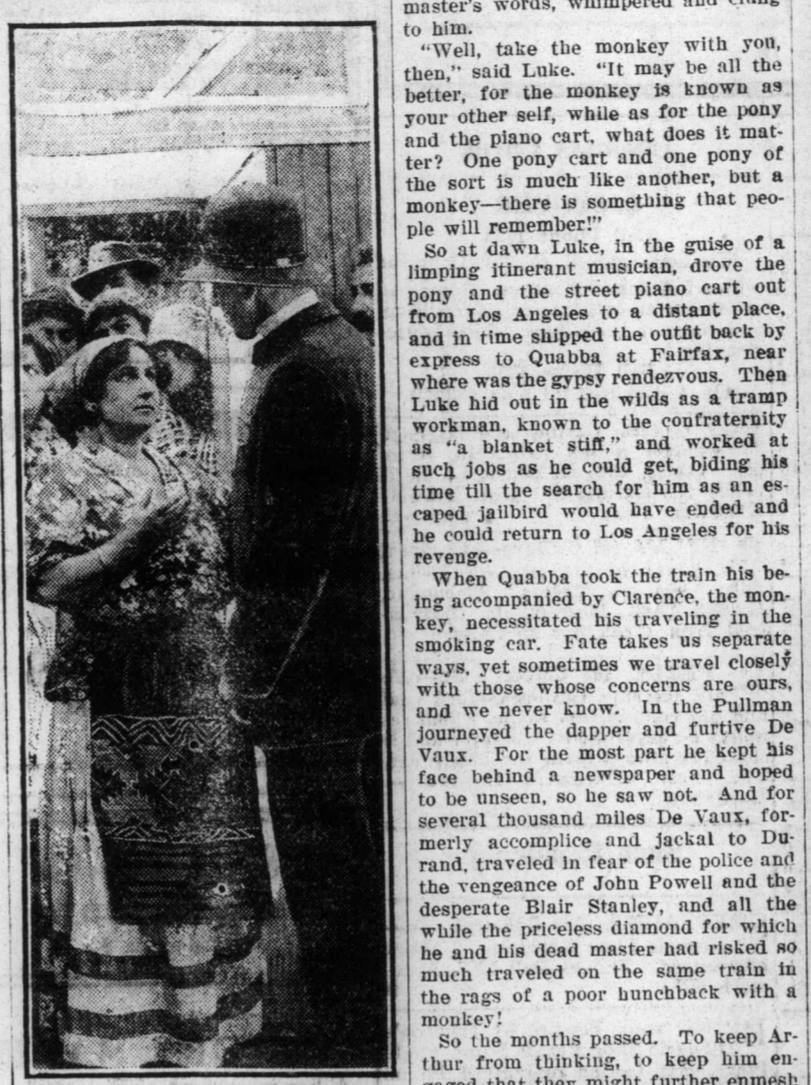 master's words, whimpered and clung
to him.
"Well, take the monkey with you,
then," said Luke. "It may be all the
better, for the monkey is known as
your other self, while as for the pony
and the piano cart, what does it mat-
ter? One pony cart and one pony of
the sort is much like another, but a
monkey—there is something that peo-
ple will remember!"
So at dawn Luke, in the guise of a
limping itinerant musician, drove the
pony and the street piano cart out
from Los Angeles to a distant place,
and in time shipped the outfit back by
express to Quabba at Fairfax, near
where was the gypsy rendezvous. Then
Luke hid out in the wilds as a tramp
workman, known to the confraternity
as "a blanket stiff," and worked at
such jobs as he could get, biding his
time till the search for him as an es-
caped jailbird would have ended and
he could return to Los Angeles for his
revenge.
When Quabba took the train his be-
ing accompanied by Clarence, the mon-
key, necessitated his traveling in the
smoking car. Fate takes us separate
ways, yet sometimes we travel closely
with those whose concerns are ours,
and we never know. In the Pullman
journeyed the dapper and furtive De
Vaux. For the most part he kept his
face behind a newspaper and hoped
to be unseen, so he saw not. And for
several thousand miles De Vaux, for-
merly accomplice and jackal to Du-
rand, traveled in fear of the police and
the vengeance of John Powell and the
desperate Blair Stanley, and all the
while the priceless diamond for which
he and his dead master had risked so
much traveled on the same train in
the rags of a poor hunchback with a
monkey!
So the months passed. To keep Ar-
thur from thinking, to keep him en-
gaged that they might further enmesh